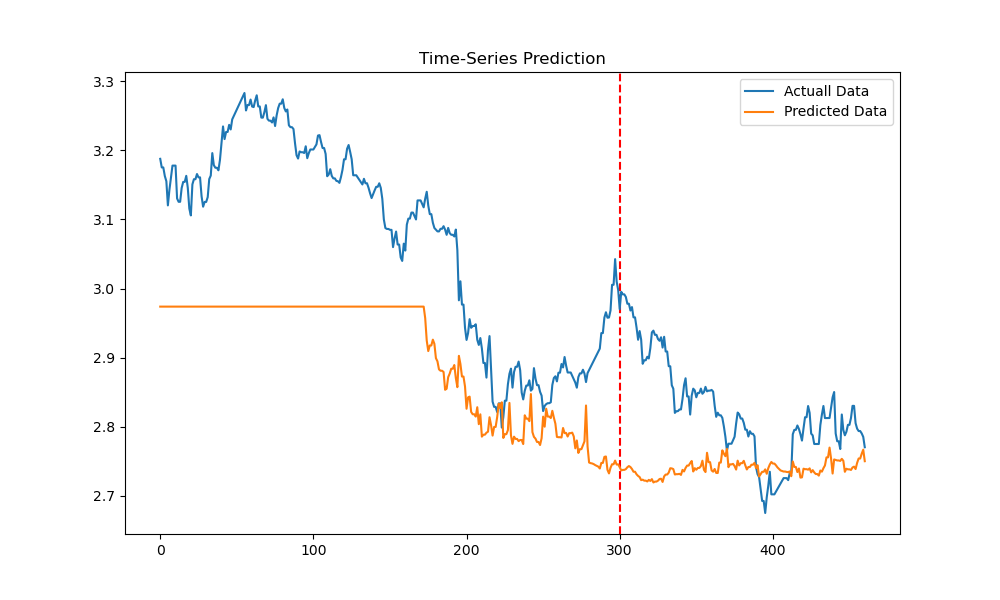 Time-Series Prediction
Actuall Data
Predicted Data
3.3
3.2
3.1
3.0
2.9
2.8
2.7
0 100 200 300 400